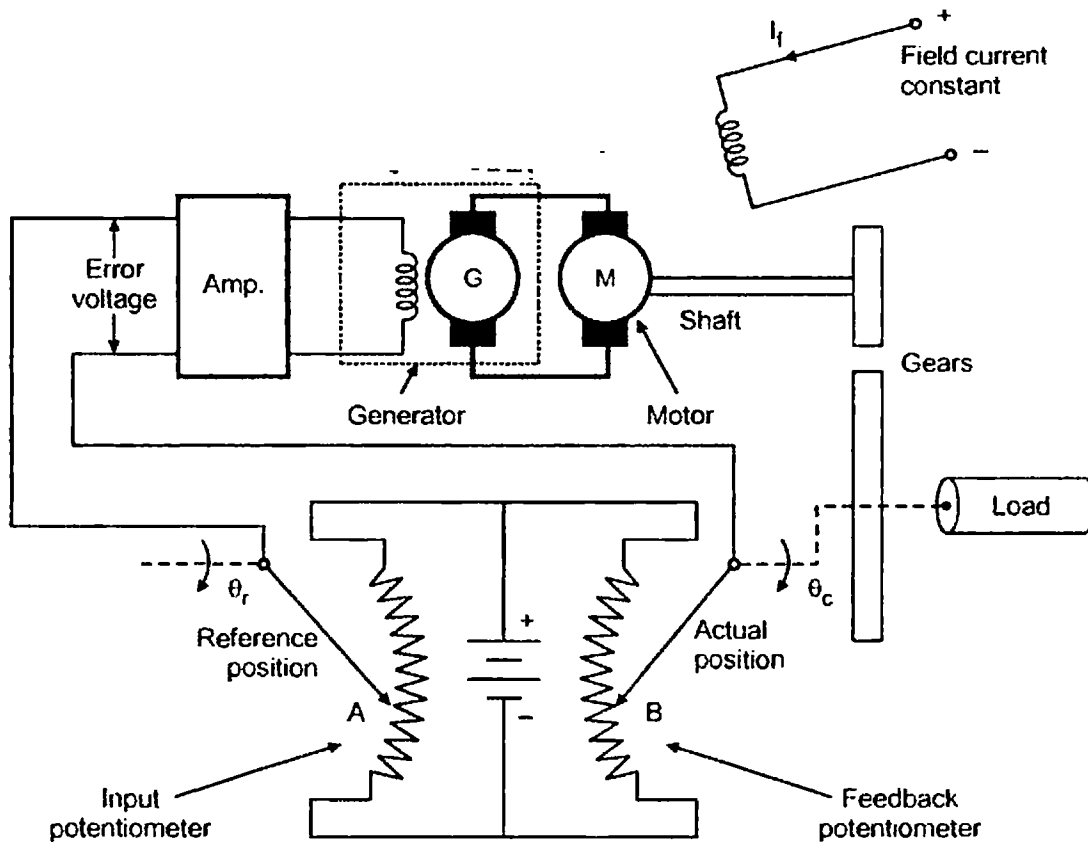 I_f
+
Field current
constant
−
Error
voltage
Amp.
G
M
Shaft
Gears
Generator
Motor
Load
θ_r
θ_c
Reference
position
+
Actual
position
A
−
B
Input
potentiometer
Feedback
potentiometer